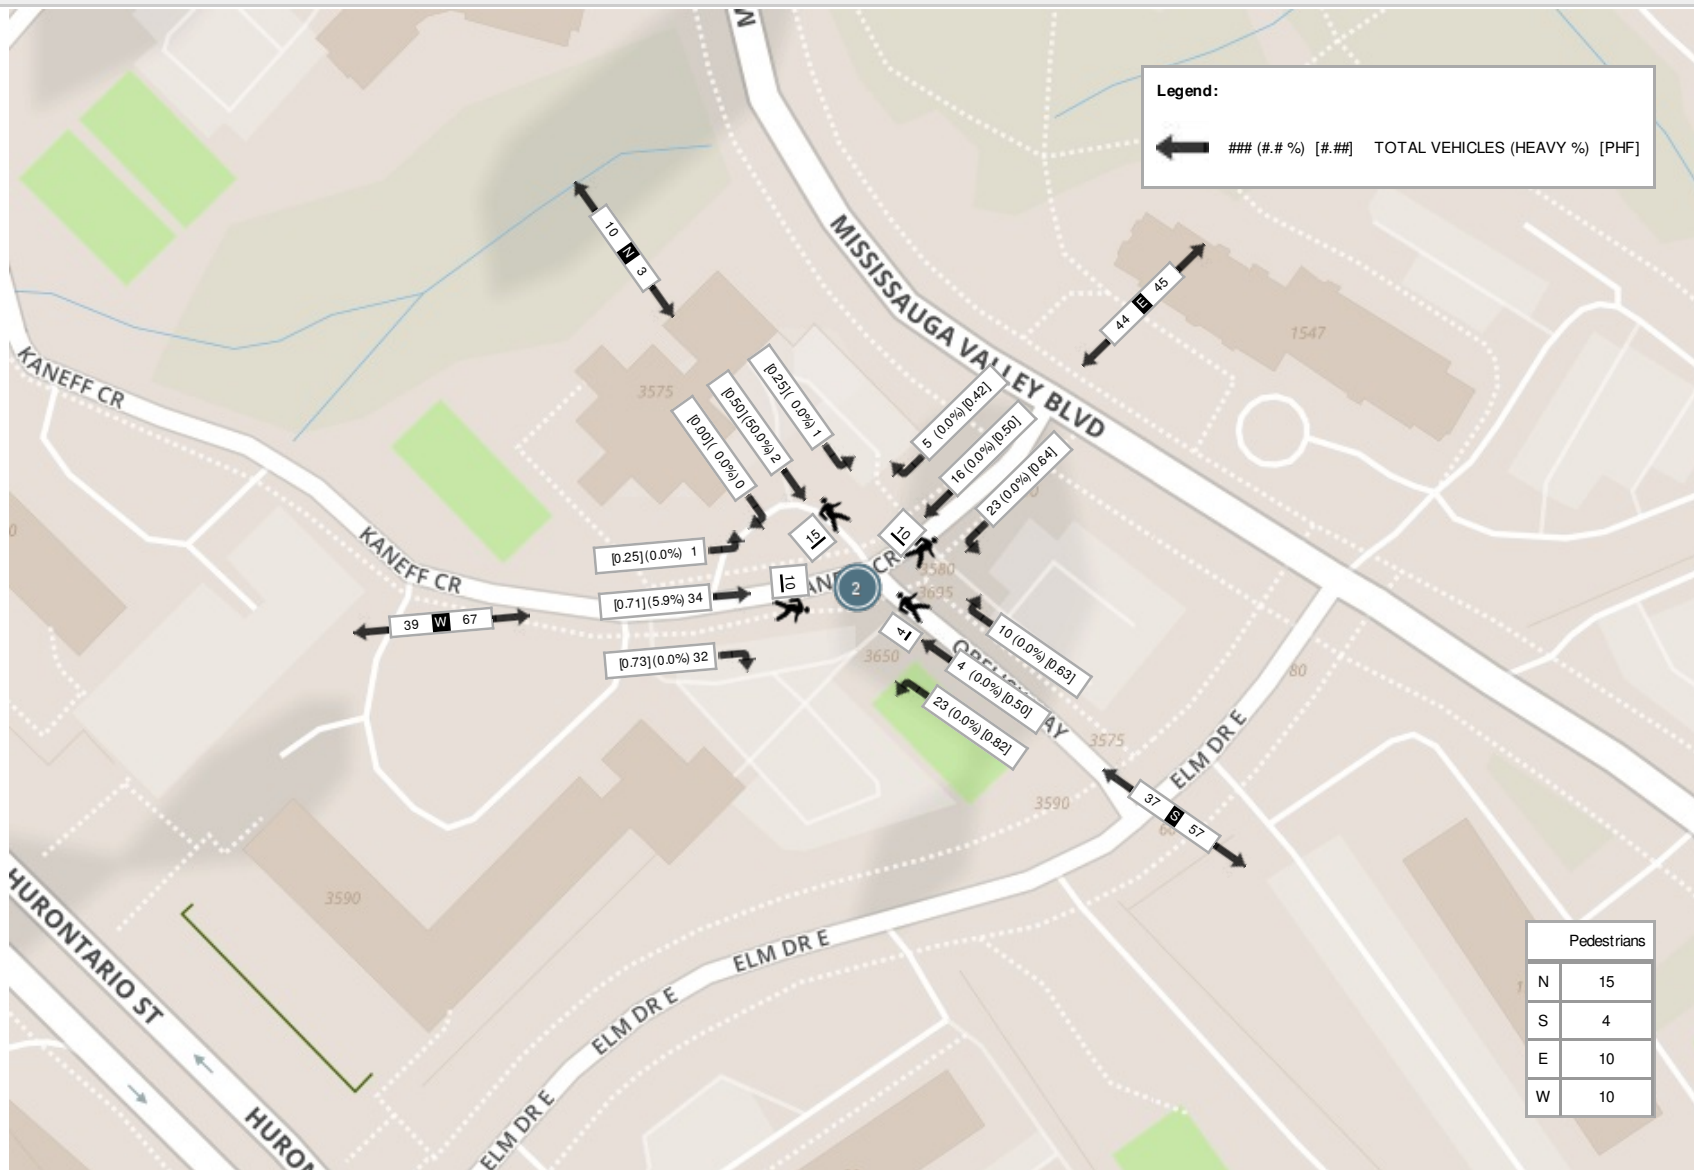 W
Legend:
### (#.# %) [#.##] TOTAL VEHICLES (HEAVY %) [PHF]
MISSISSAUGA VALLEY BLVD
10 N 3
44 E 45
1547
KANEFF CR
3575
[0.25] ( 0.0%) 1
[0.50] (50.0%) 2
[0.00] ( 0.0%) 0
5 (0.0%) [0.42]
16 (0.0%) [0.50]
23 (0.0%) [0.64]
0
0
KANEFF CR
15
10
[0.25] (0.0%) 1
10
2
3580
3695
[0.71] (5.9%) 34
39 W 67
4
10 (0.0%) [0.63]
[0.73] (0.0%) 32
3650
4 (0.0%) [0.50]
23 (0.0%) [0.82]
80
3575
ELM DR E
37 S 57
3590
3590
HURONTARIO ST
ELM DR E
Pedestrians
N 15
S 4
E 10
W 10
ELM DR E
ELM DR E